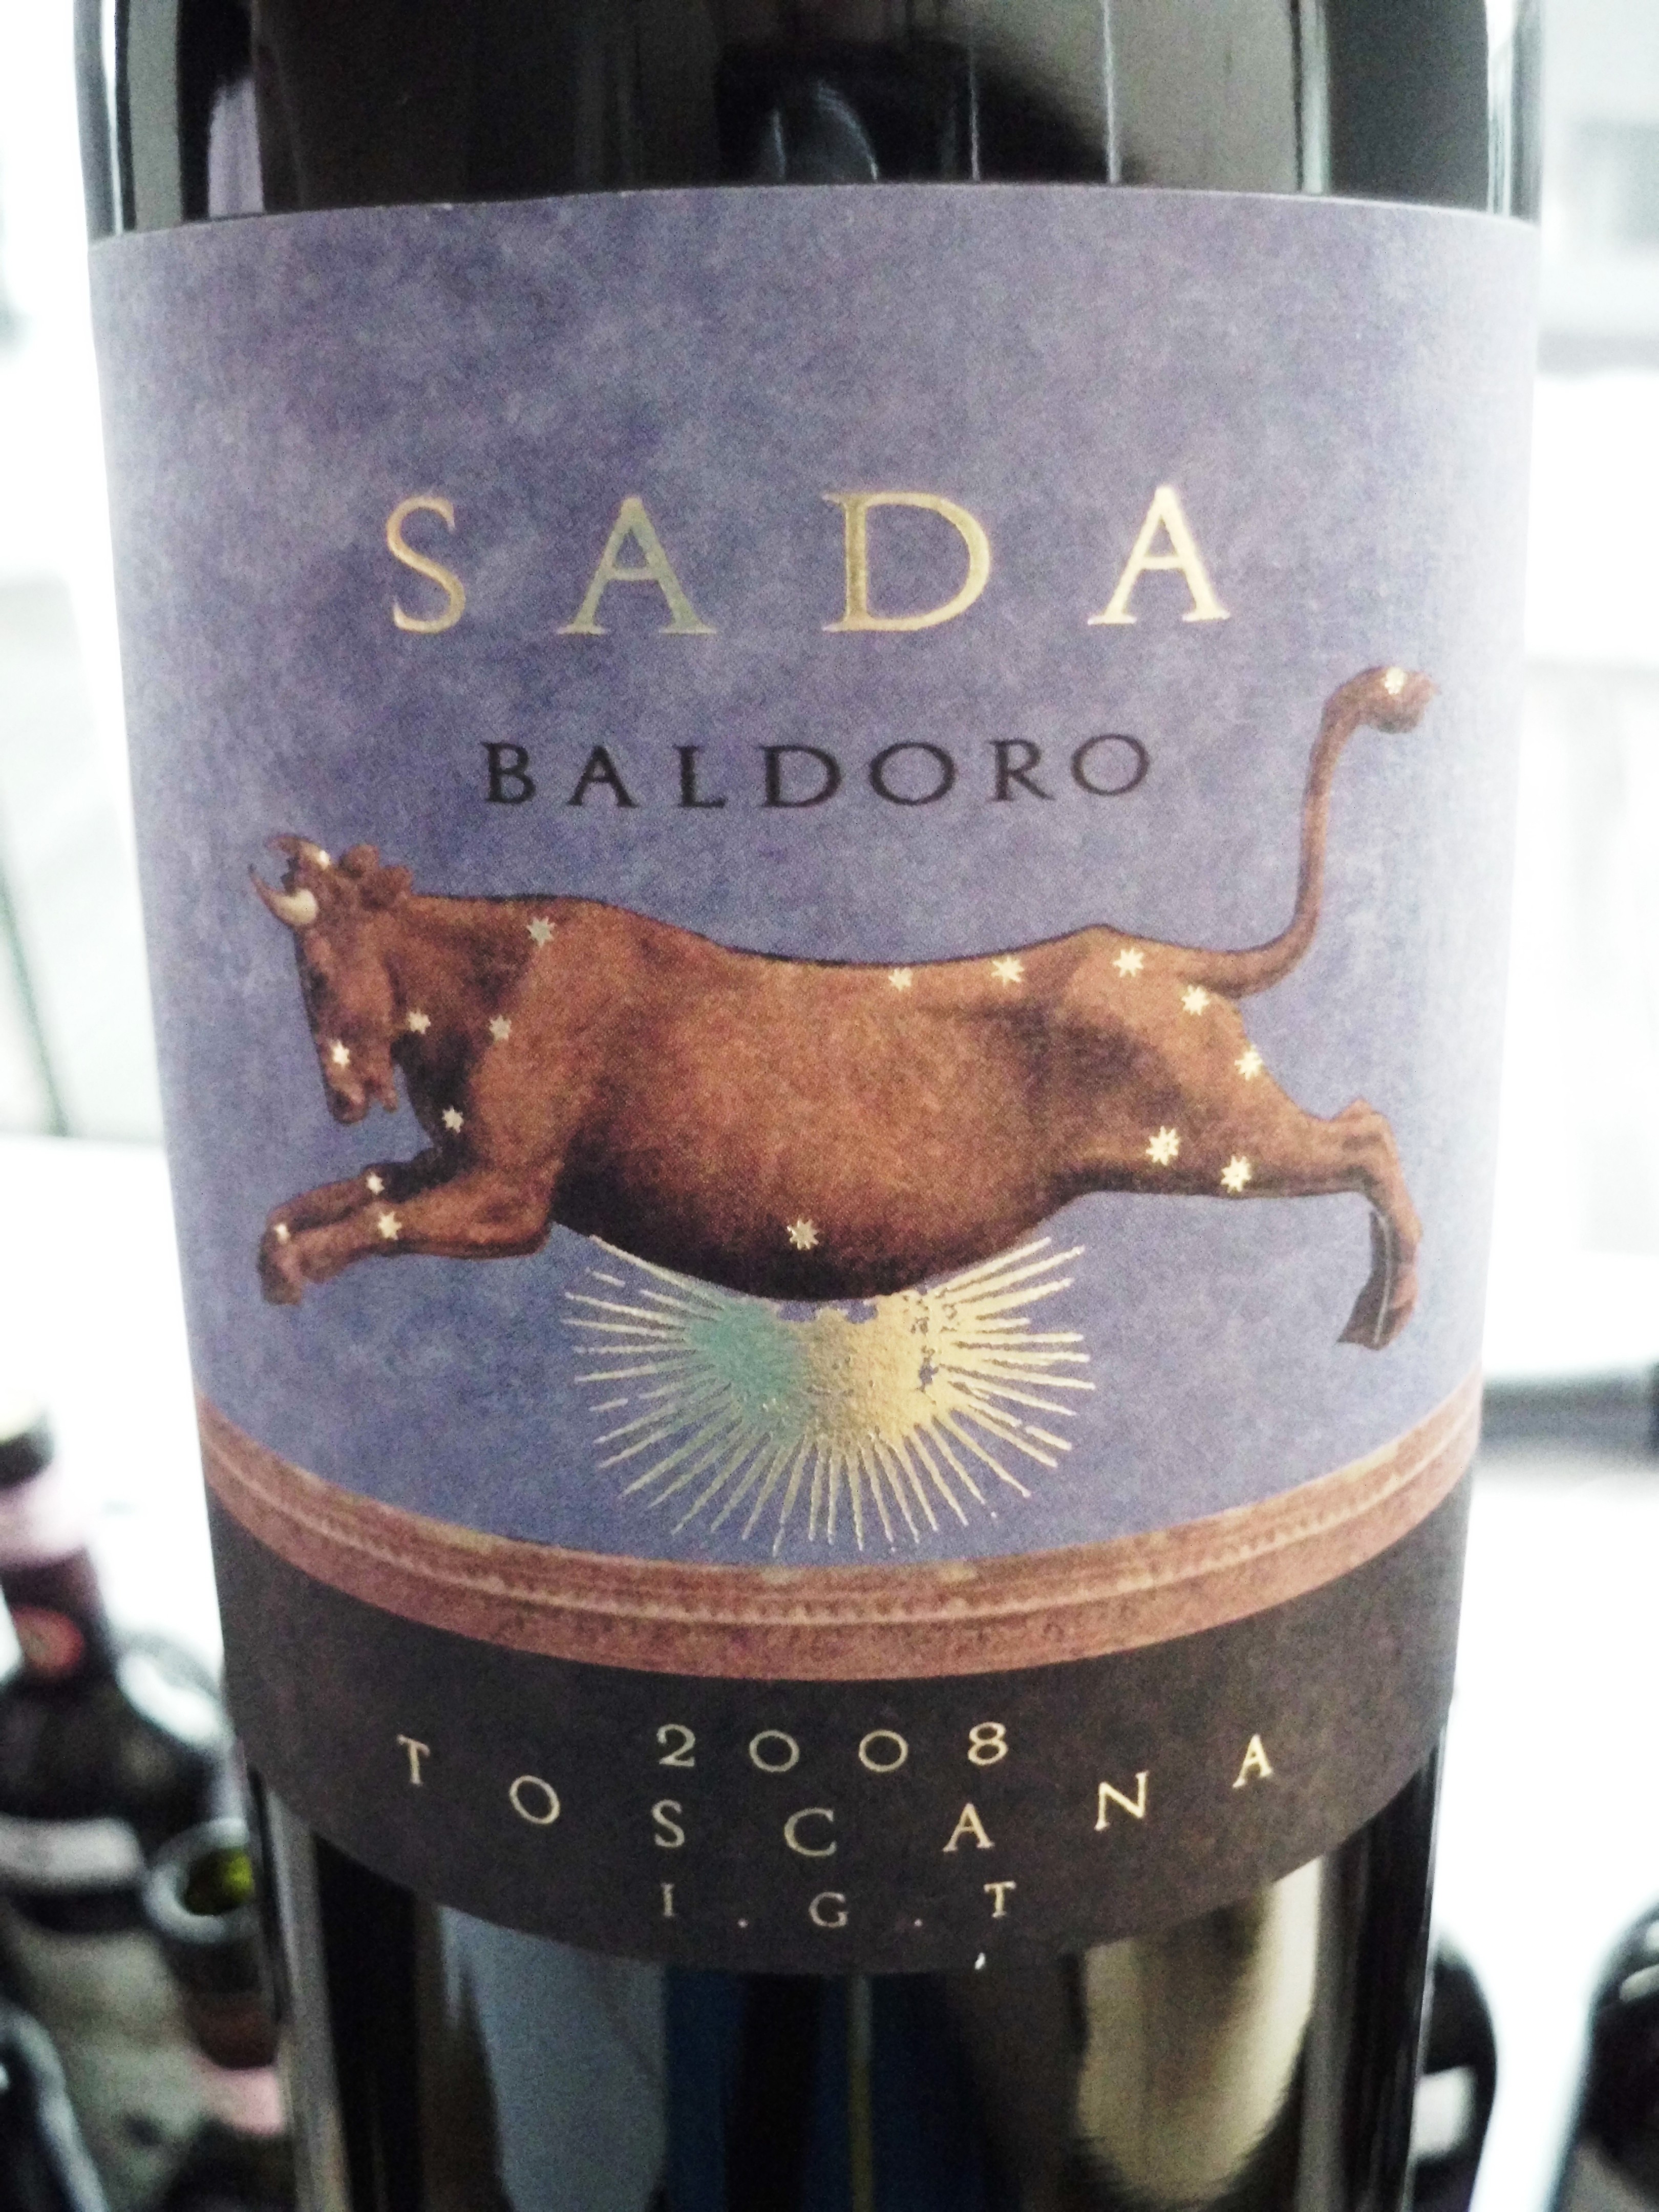 SADA
BALDORO
2008
TOSCANA
I.G.T